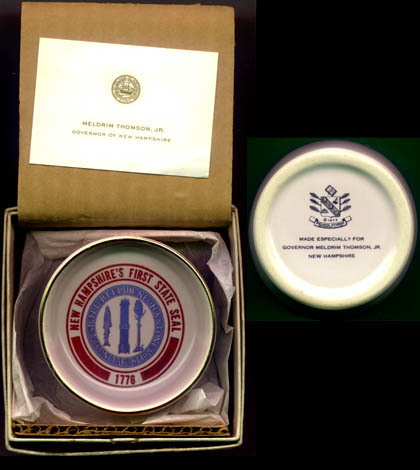 MELDRIM THOMSON, JR.
GOVERNOR OF NEW HAMPSHIRE
NEW HAMPSHIRE'S FIRST STATE SEAL
1776
MADE ESPECIALLY FOR
GOVERNOR MELDRIM THOMSON, JR.
NEW HAMPSHIRE